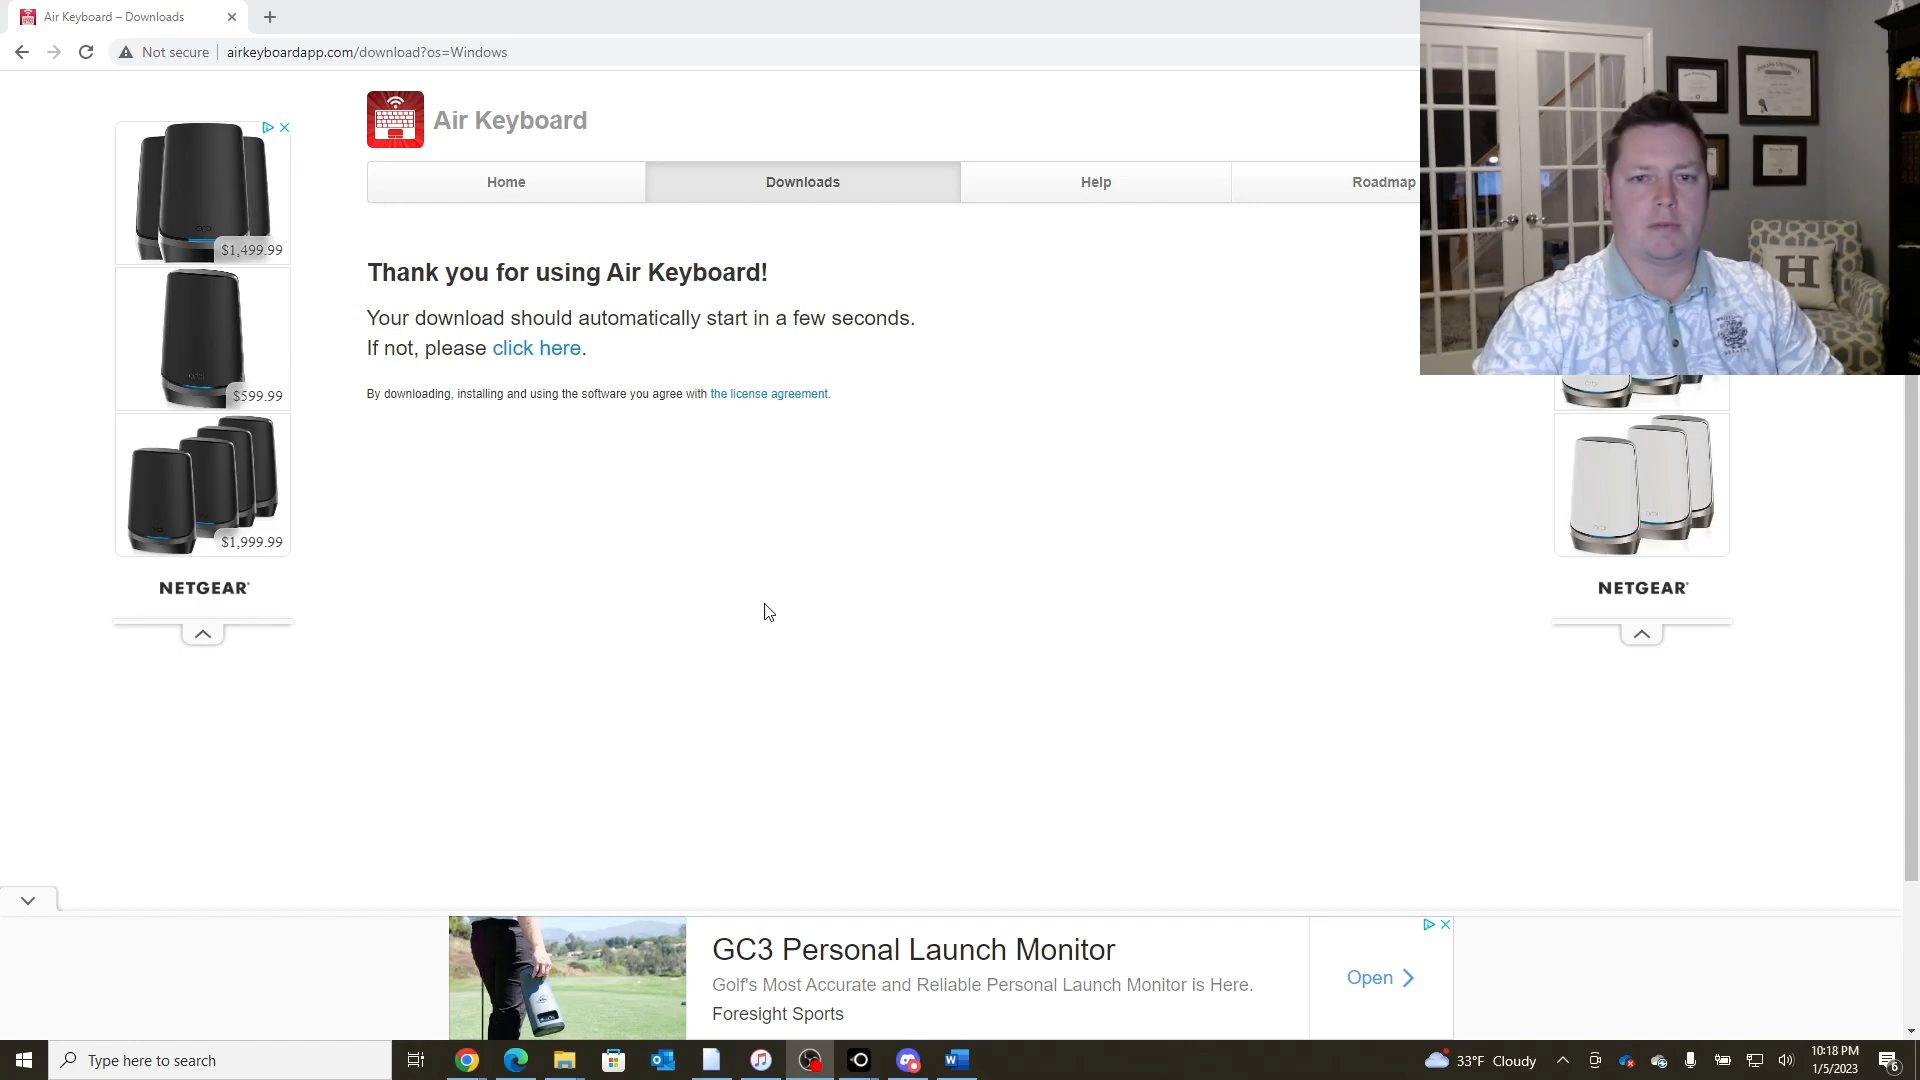 Air Keyboard – Downloads
Not secure
airkeyboardapp.com/download?os=Windows
Air Keyboard
Home
Downloads
Help
Roadmap
$1,499.99
$599.99
$1,999.99
NETGEAR
Thank you for using Air Keyboard!
Your download should automatically start in a few seconds.
If not, please click here.
By downloading, installing and using the software you agree with the license agreement.
H
NETGEAR
GC3 Personal Launch Monitor
Golf's Most Accurate and Reliable Personal Launch Monitor is Here.
Foresight Sports
Open
Type here to search
33°F Cloudy
10:18 PM
1/5/2023
6